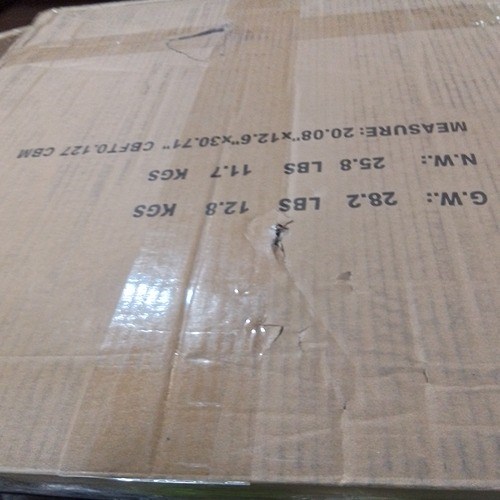 G.W.: 28.2 LBS 12.8 KGS
N.W.: 25.8 LBS 11.7 KGS
MEASURE: 20.08"x12.6"x30.71" CBFT0.127 CBM